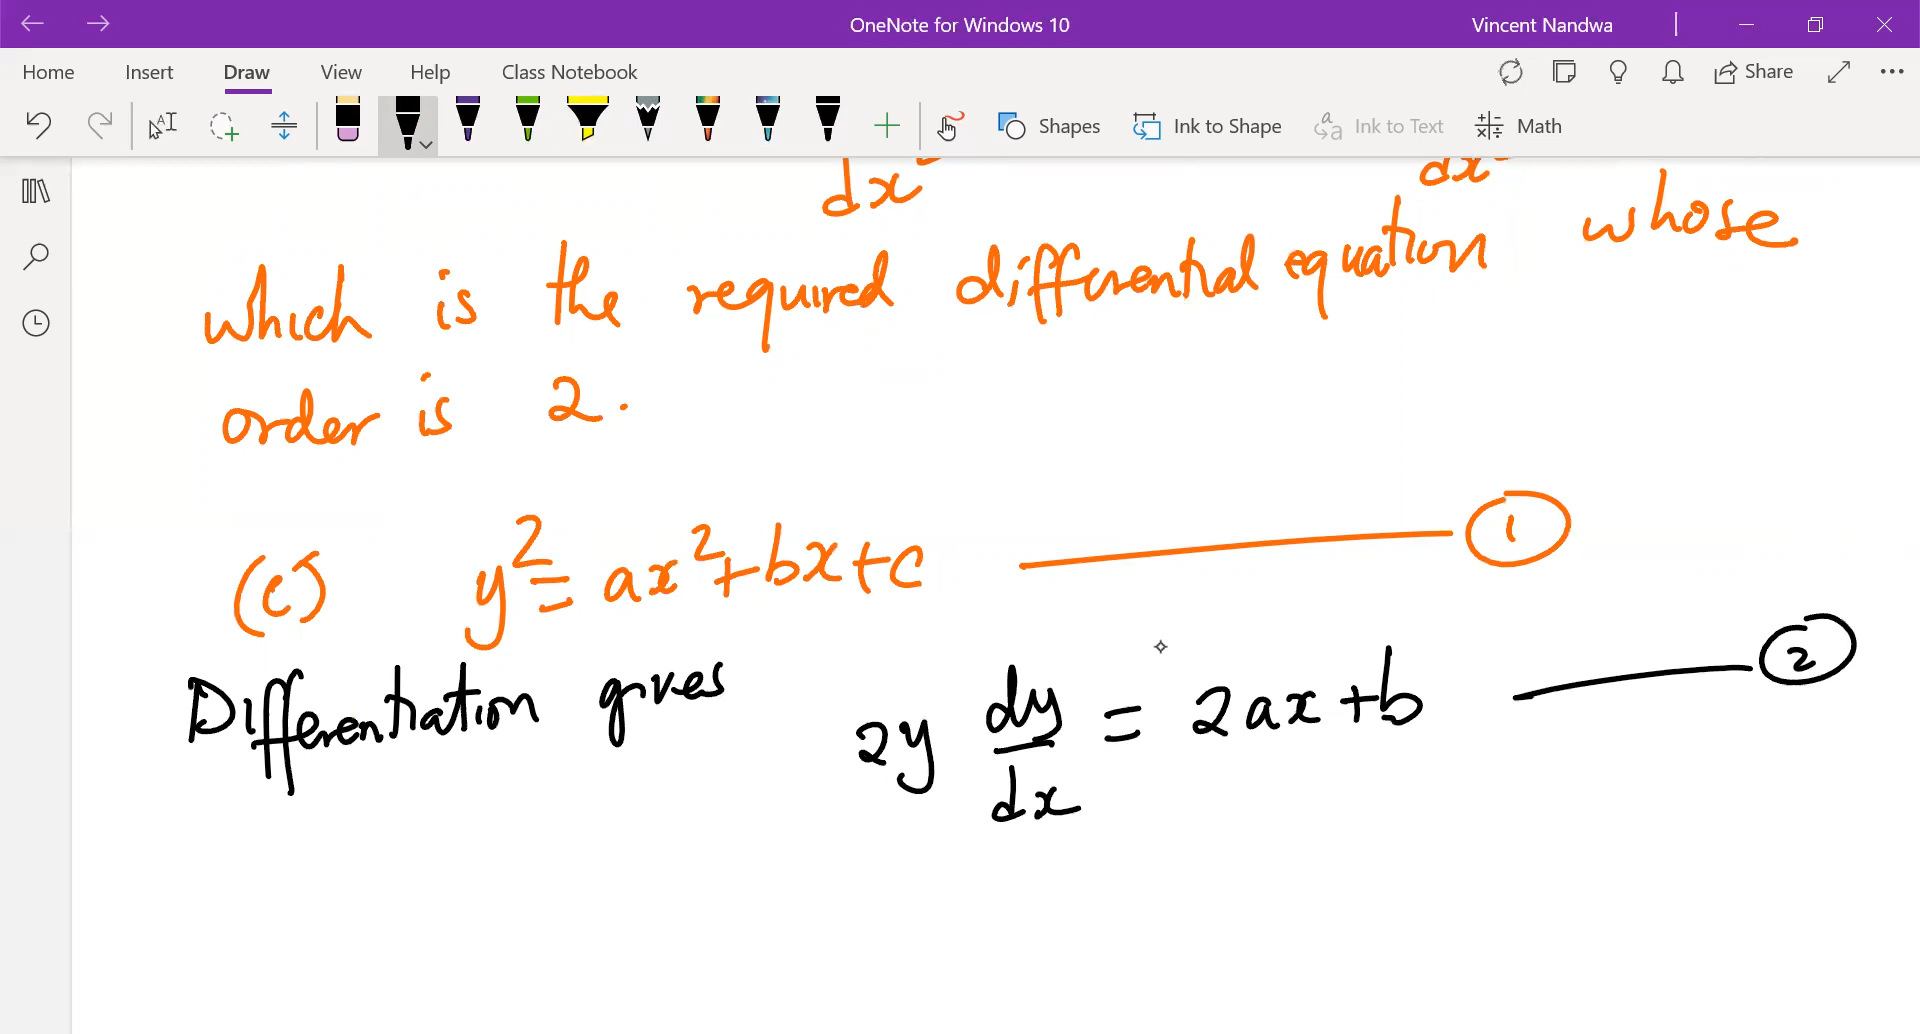 OneNote for Windows 10
Vincent Nandwa
Home Insert Draw View Help Class Notebook Share
Shapes Ink to Shape Ink to Text Math
dx² dx²
which is the required differential equation whose
order is 2.
(c) y² = ax² + bx + c ——— ①
Differentiation gives 2y dy/dx = 2ax + b ——— ②